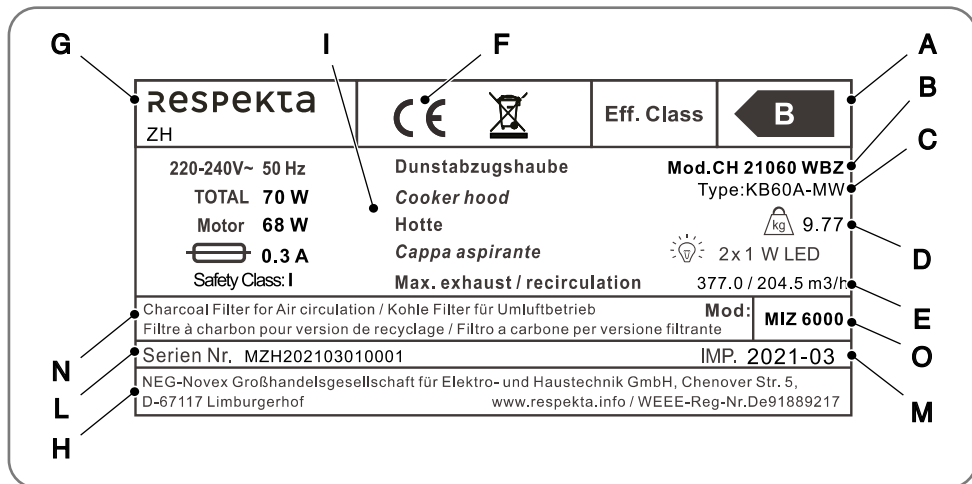 G I F A
B
C
D
E
O
M
N
L
H
Respekta
ZH
CE
Eff. Class
B
220-240V~ 50 Hz
Dunstabzugshaube
Mod.CH 21060 WBZ
TOTAL 70 W
Cooker hood
Type:KB60A-MW
Motor 68 W
Hotte
kg 9.77
0.3 A
Cappa aspirante
2x1 W LED
Safety Class: I
Max. exhaust / recirculation
377.0 / 204.5 m3/h
Charcoal Filter for Air circulation / Kohle Filter für Umluftbetrieb
Mod:
MIZ 6000
Filtre à charbon pour version de recyclage / Filtro a carbone per versione filtrante
Serien Nr. MZH202103010001
IMP. 2021-03
NEG-Novex Großhandelsgesellschaft für Elektro- und Haustechnik GmbH, Chenover Str. 5,
D-67117 Limburgerhof
www.respekta.info / WEEE-Reg-Nr.De91889217